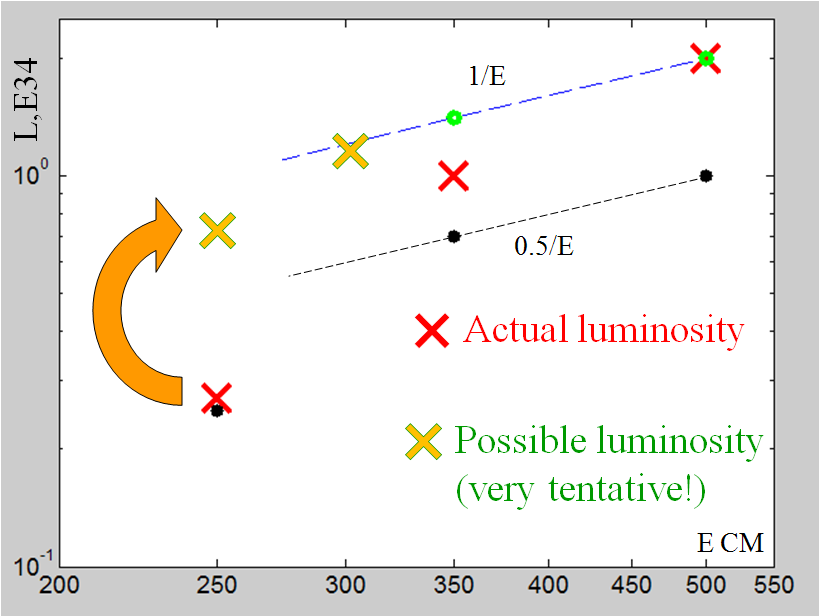 L,E34
1/E
10^0
0.5/E
Actual luminosity
Possible luminosity
(very tentative!)
E CM
10^-1
200 250 300 350 400 450 500 550